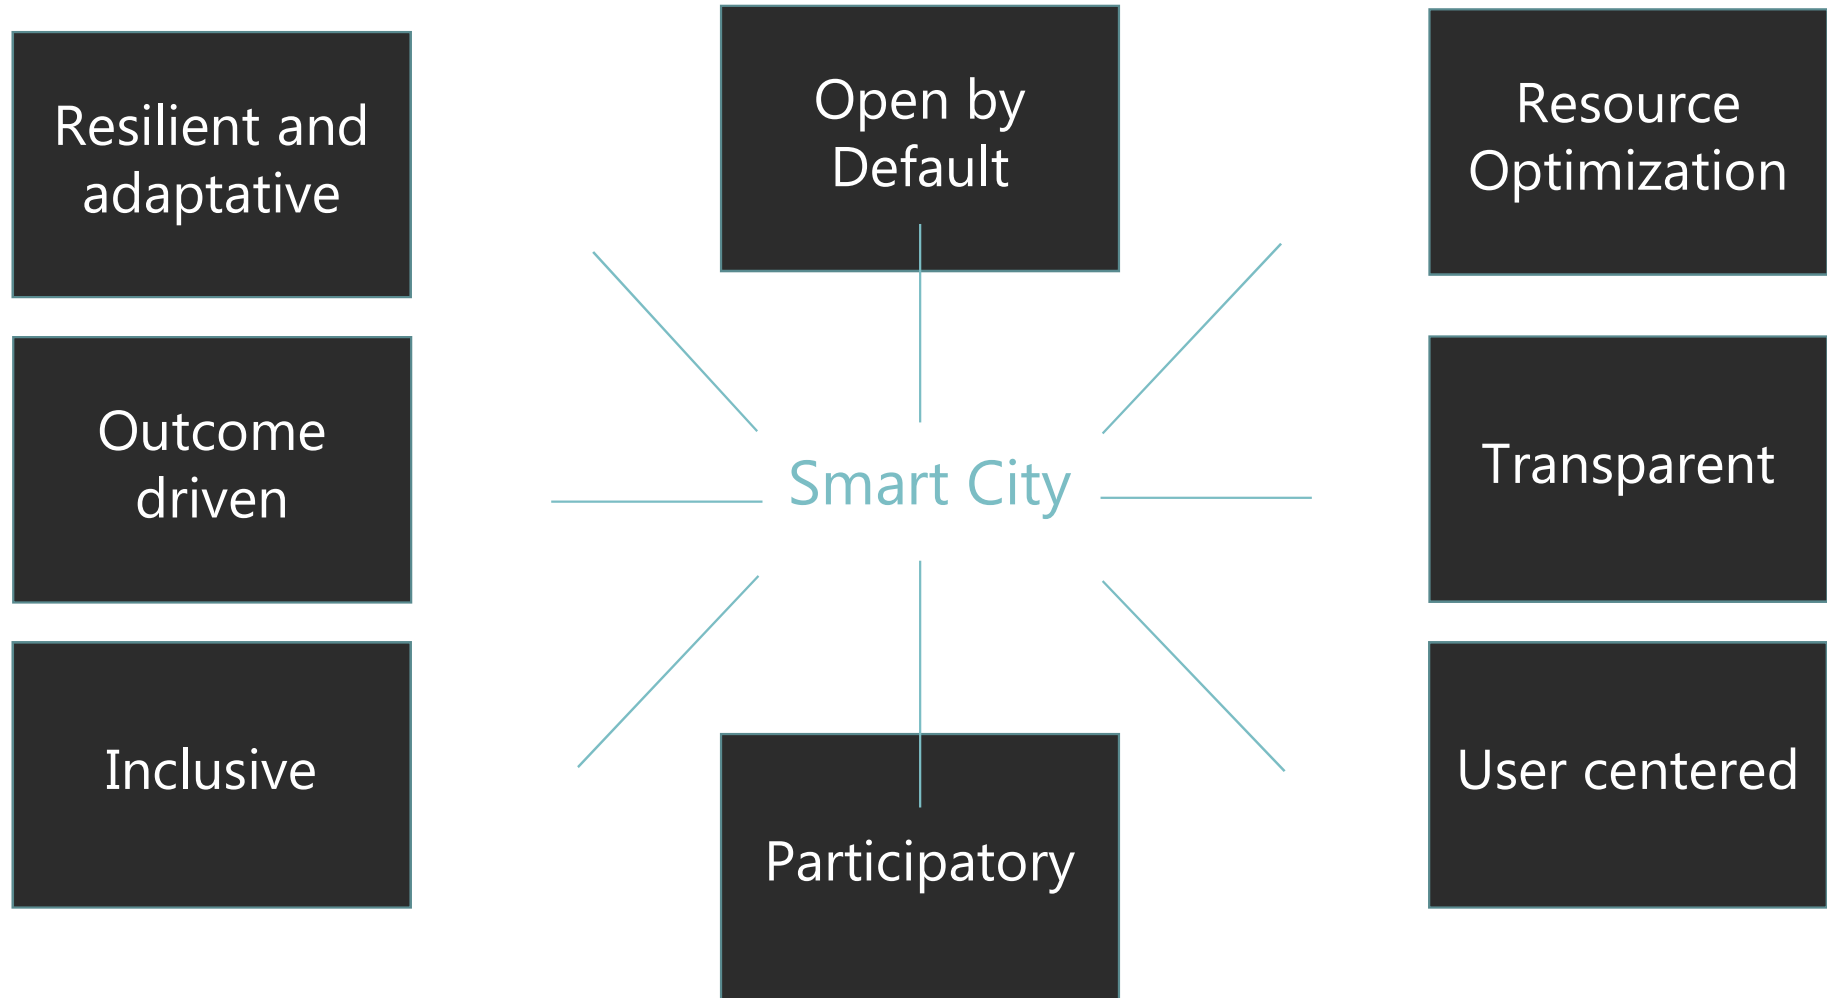 Resilient and
adaptative
Open by
Default
Resource
Optimization
Outcome
driven
Smart City
Transparent
Inclusive
Participatory
User centered